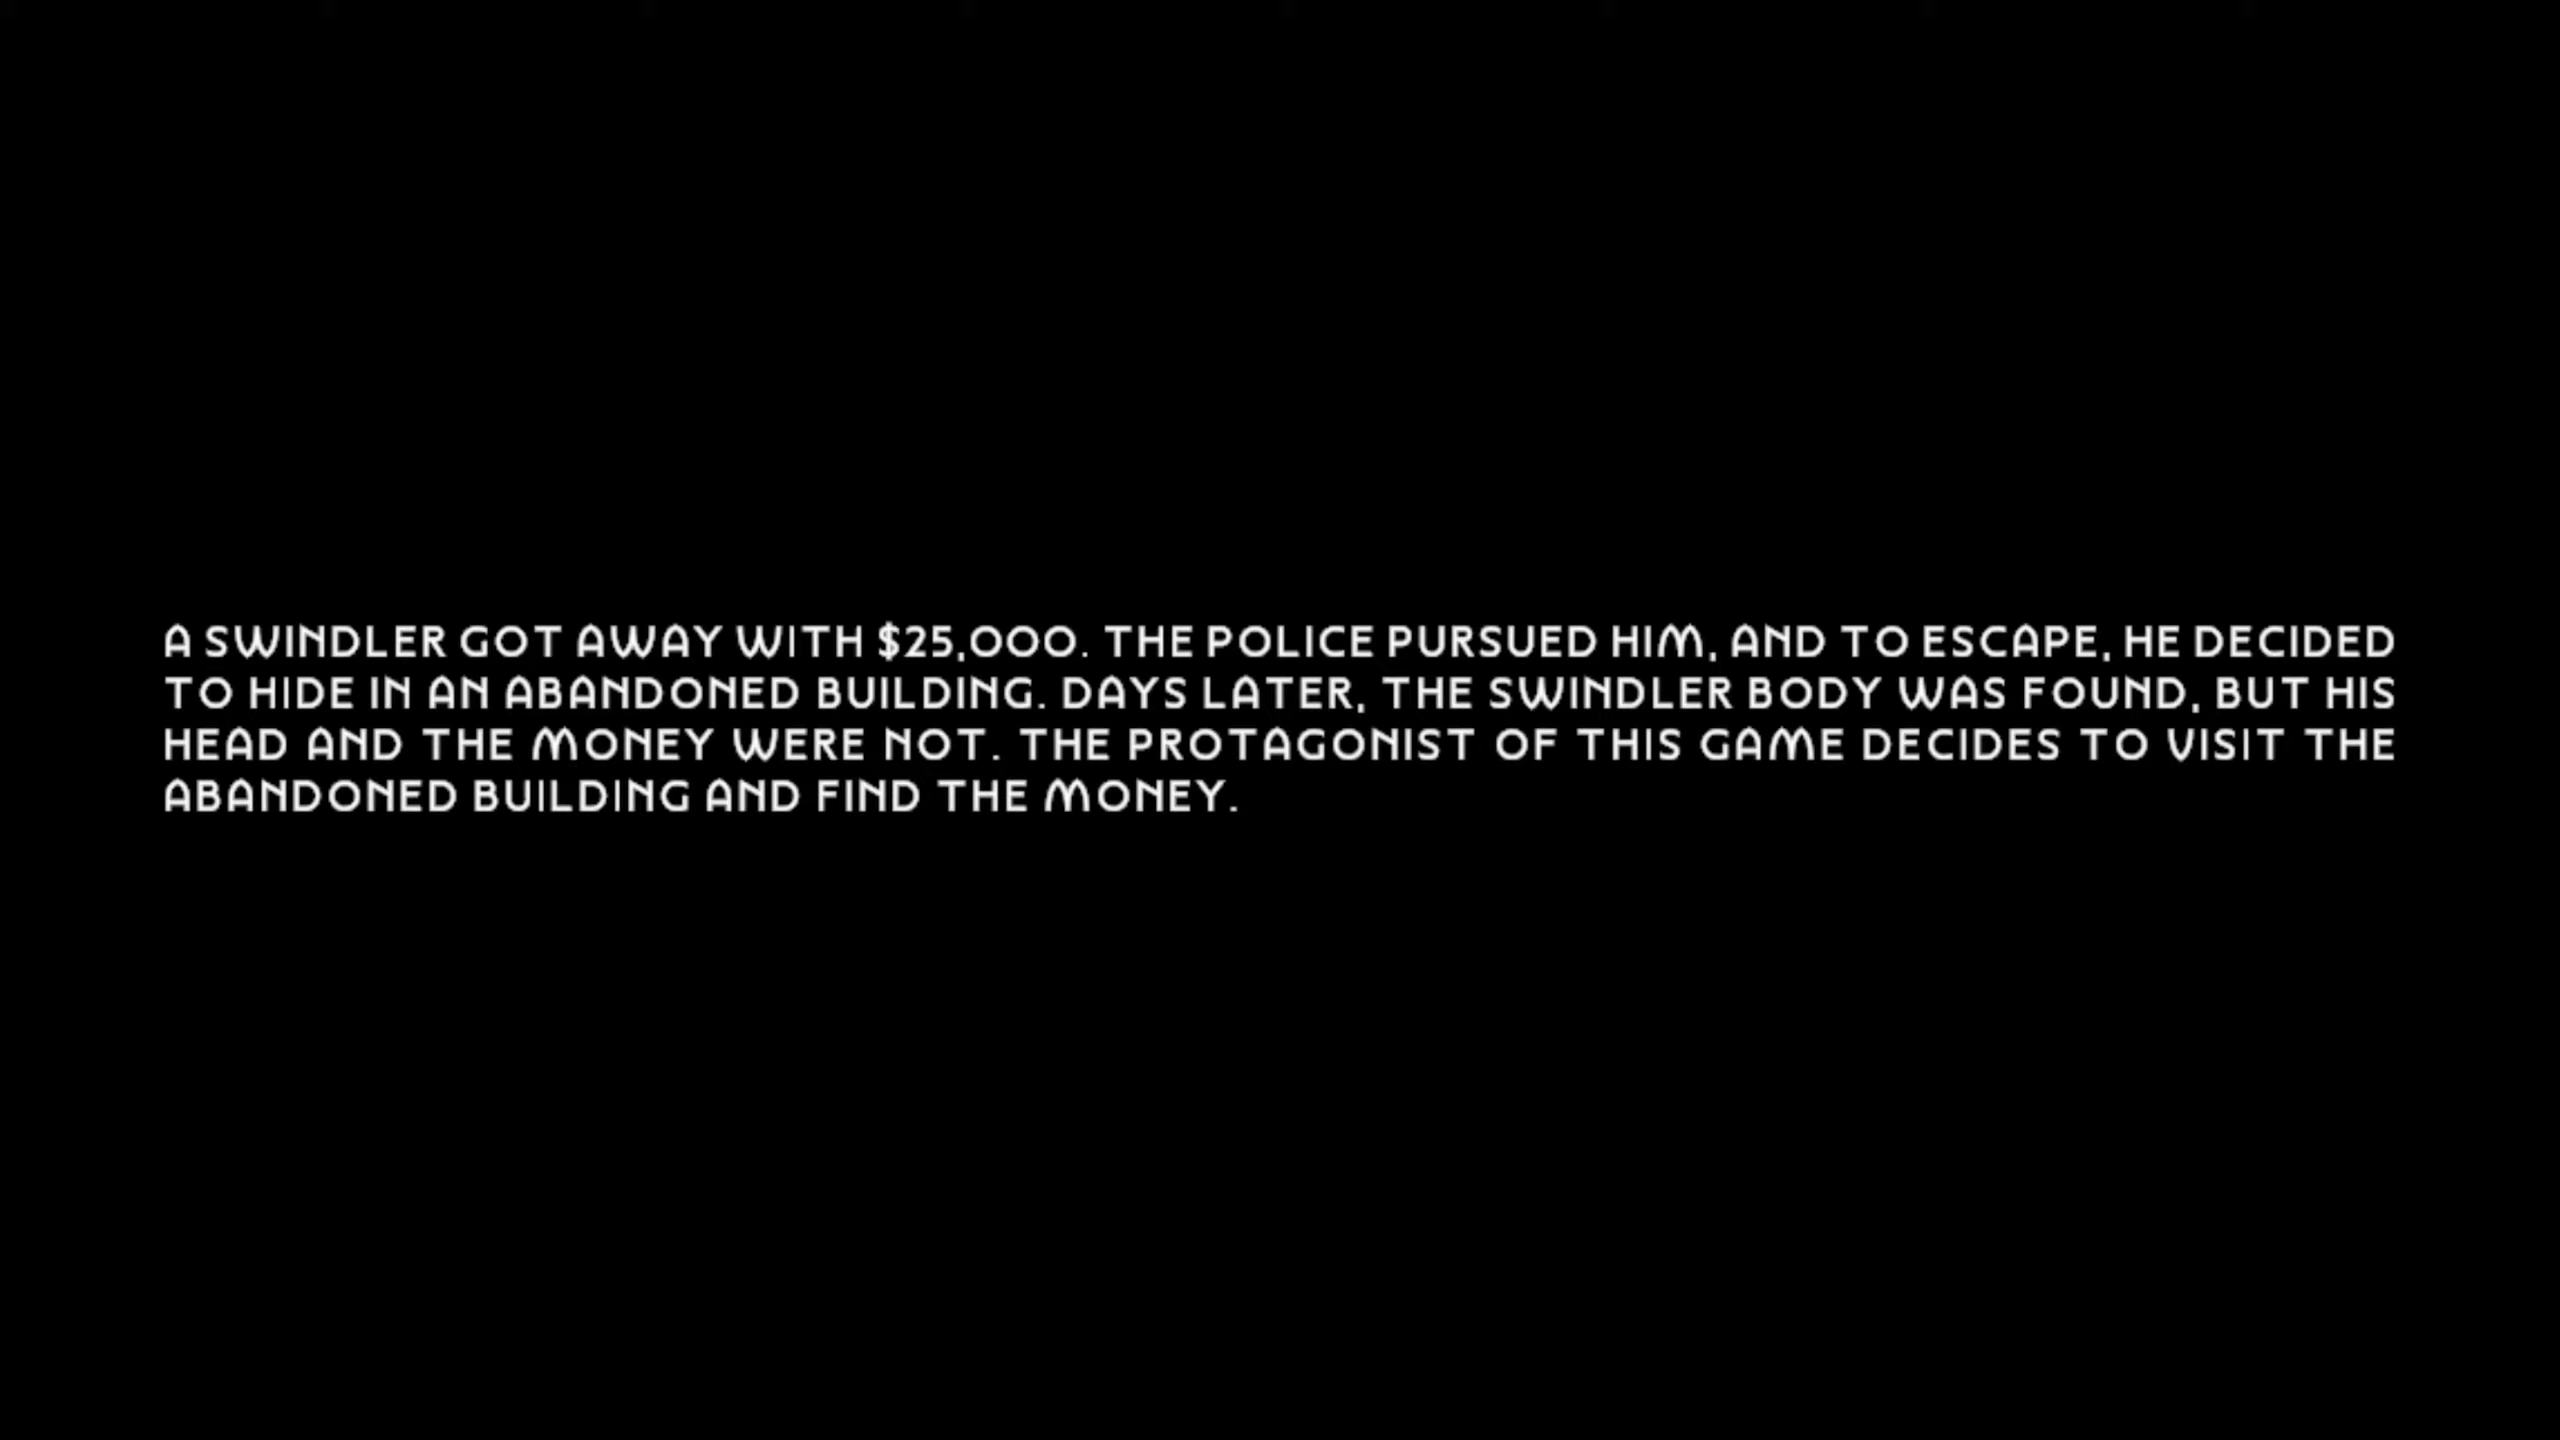 A SWINDLER GOT AWAY WITH $25,000. THE POLICE PURSUED HIM, AND TO ESCAPE, HE DECIDED
TO HIDE IN AN ABANDONED BUILDING. DAYS LATER, THE SWINDLER BODY WAS FOUND, BUT HIS
HEAD AND THE MONEY WERE NOT. THE PROTAGONIST OF THIS GAME DECIDES TO VISIT THE
ABANDONED BUILDING AND FIND THE MONEY.